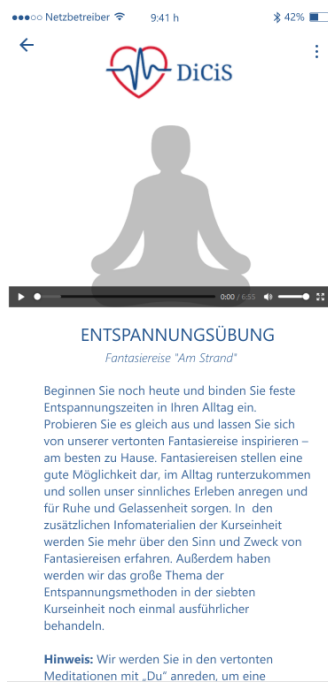 Netzbetreiber 9:41 h 42%
DiCiS
0:00 / 6:55
ENTSPANNUNGSÜBUNG
Fantasiereise "Am Strand"
Beginnen Sie noch heute und binden Sie feste
Entspannungszeiten in Ihren Alltag ein.
Probieren Sie es gleich aus und lassen Sie sich
von unserer vertonten Fantasiereise inspirieren –
am besten zu Hause. Fantasiereisen stellen eine
gute Möglichkeit dar, im Alltag runterzukommen
und sollen unser sinnliches Erleben anregen und
für Ruhe und Gelassenheit sorgen. In den
zusätzlichen Infomaterialien der Kurseinheit
werden Sie mehr über den Sinn und Zweck von
Fantasiereisen erfahren. Außerdem haben
werden wir das große Thema der
Entspannungsmethoden in der siebten
Kurseinheit noch einmal ausführlicher
behandeln.
Hinweis: Wir werden Sie in den vertonten
Meditationen mit „Du“ anreden, um eine